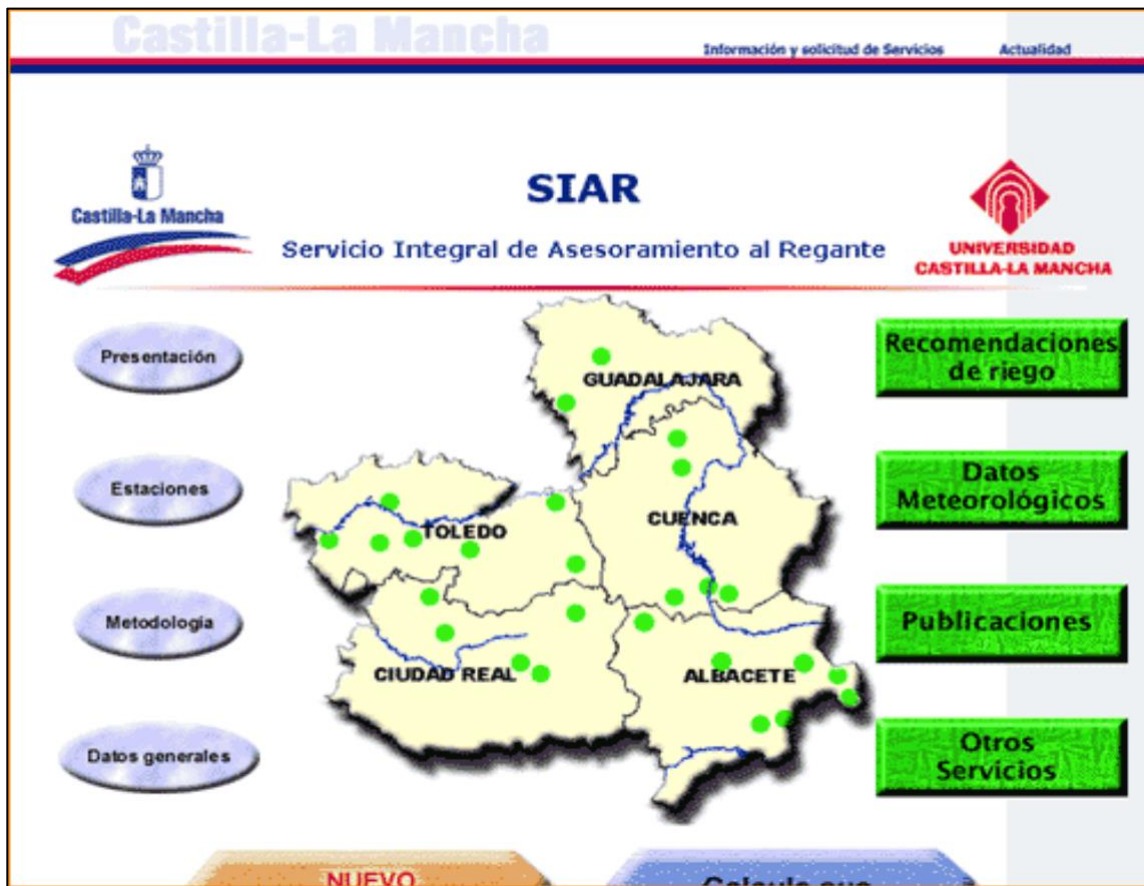 Castilla-La Mancha
Información y solicitud de Servicios
Actualidad
Castilla-La Mancha
SIAR
Servicio Integral de Asesoramiento al Regante
UNIVERSIDAD
CASTILLA-LA MANCHA
Presentación
Estaciones
Metodología
Datos generales
GUADALAJARA
TOLEDO
CUENCA
CIUDAD REAL
ALBACETE
Recomendaciones
de riego
Datos
Meteorológicos
Publicaciones
Otros
Servicios
NUEVO
Calcule que